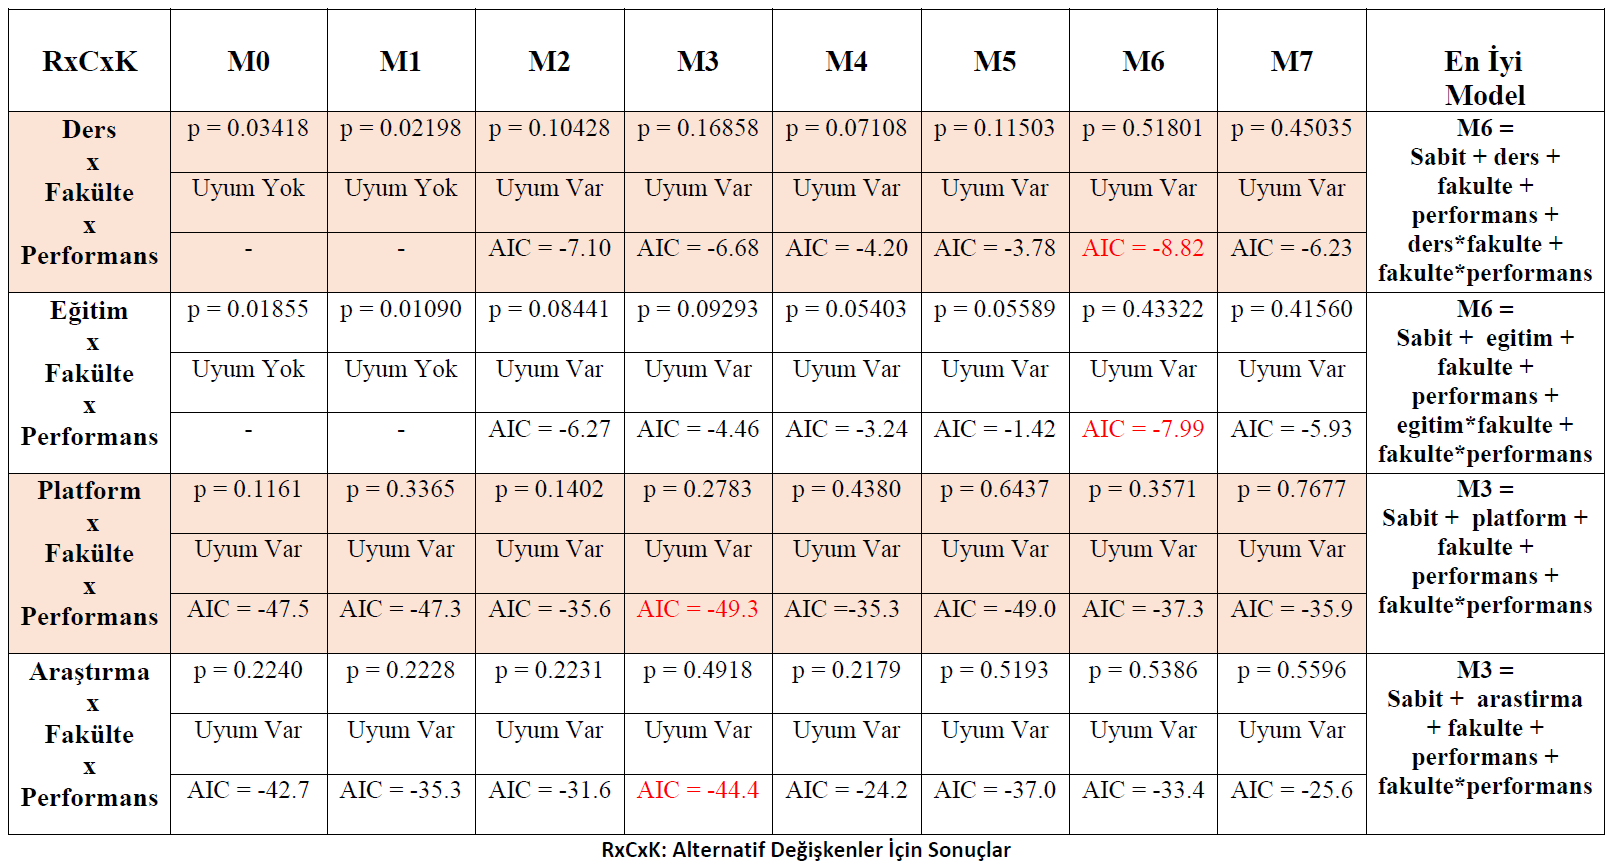 RxCxK M0 M1 M2 M3 M4 M5 M6 M7 En İyi Model
Ders
x
Fakülte
x
Performans
p = 0.03418 p = 0.02198 p = 0.10428 p = 0.16858 p = 0.07108 p = 0.11503 p = 0.51801 p = 0.45035
Uyum Yok Uyum Yok Uyum Var Uyum Var Uyum Var Uyum Var Uyum Var Uyum Var
- - AIC = -7.10 AIC = -6.68 AIC = -4.20 AIC = -3.78 AIC = -8.82 AIC = -6.23
M6 =
Sabit + ders +
fakulte +
performans +
ders*fakulte +
fakulte*performans
Eğitim
x
Fakülte
x
Performans
p = 0.01855 p = 0.01090 p = 0.08441 p = 0.09293 p = 0.05403 p = 0.05589 p = 0.43322 p = 0.41560
Uyum Yok Uyum Yok Uyum Var Uyum Var Uyum Var Uyum Var Uyum Var Uyum Var
- - AIC = -6.27 AIC = -4.46 AIC = -3.24 AIC = -1.42 AIC = -7.99 AIC = -5.93
M6 =
Sabit + egitim +
fakulte +
performans +
egitim*fakulte +
fakulte*performans
Platform
x
Fakülte
x
Performans
p = 0.1161 p = 0.3365 p = 0.1402 p = 0.2783 p = 0.4380 p = 0.6437 p = 0.3571 p = 0.7677
Uyum Var Uyum Var Uyum Var Uyum Var Uyum Var Uyum Var Uyum Var Uyum Var
AIC = -47.5 AIC = -47.3 AIC = -35.6 AIC = -49.3 AIC =-35.3 AIC = -49.0 AIC = -37.3 AIC = -35.9
M3 =
Sabit + platform +
fakulte +
performans +
fakulte*performans
Araştırma
x
Fakülte
x
Performans
p = 0.2240 p = 0.2228 p = 0.2231 p = 0.4918 p = 0.2179 p = 0.5193 p = 0.5386 p = 0.5596
Uyum Var Uyum Var Uyum Var Uyum Var Uyum Var Uyum Var Uyum Var Uyum Var
AIC = -42.7 AIC = -35.3 AIC = -31.6 AIC = -44.4 AIC = -24.2 AIC = -37.0 AIC = -33.4 AIC = -25.6
M3 =
Sabit + arastirma
+ fakulte +
performans +
fakulte*performans
RxCxK: Alternatif Değişkenler İçin Sonuçlar